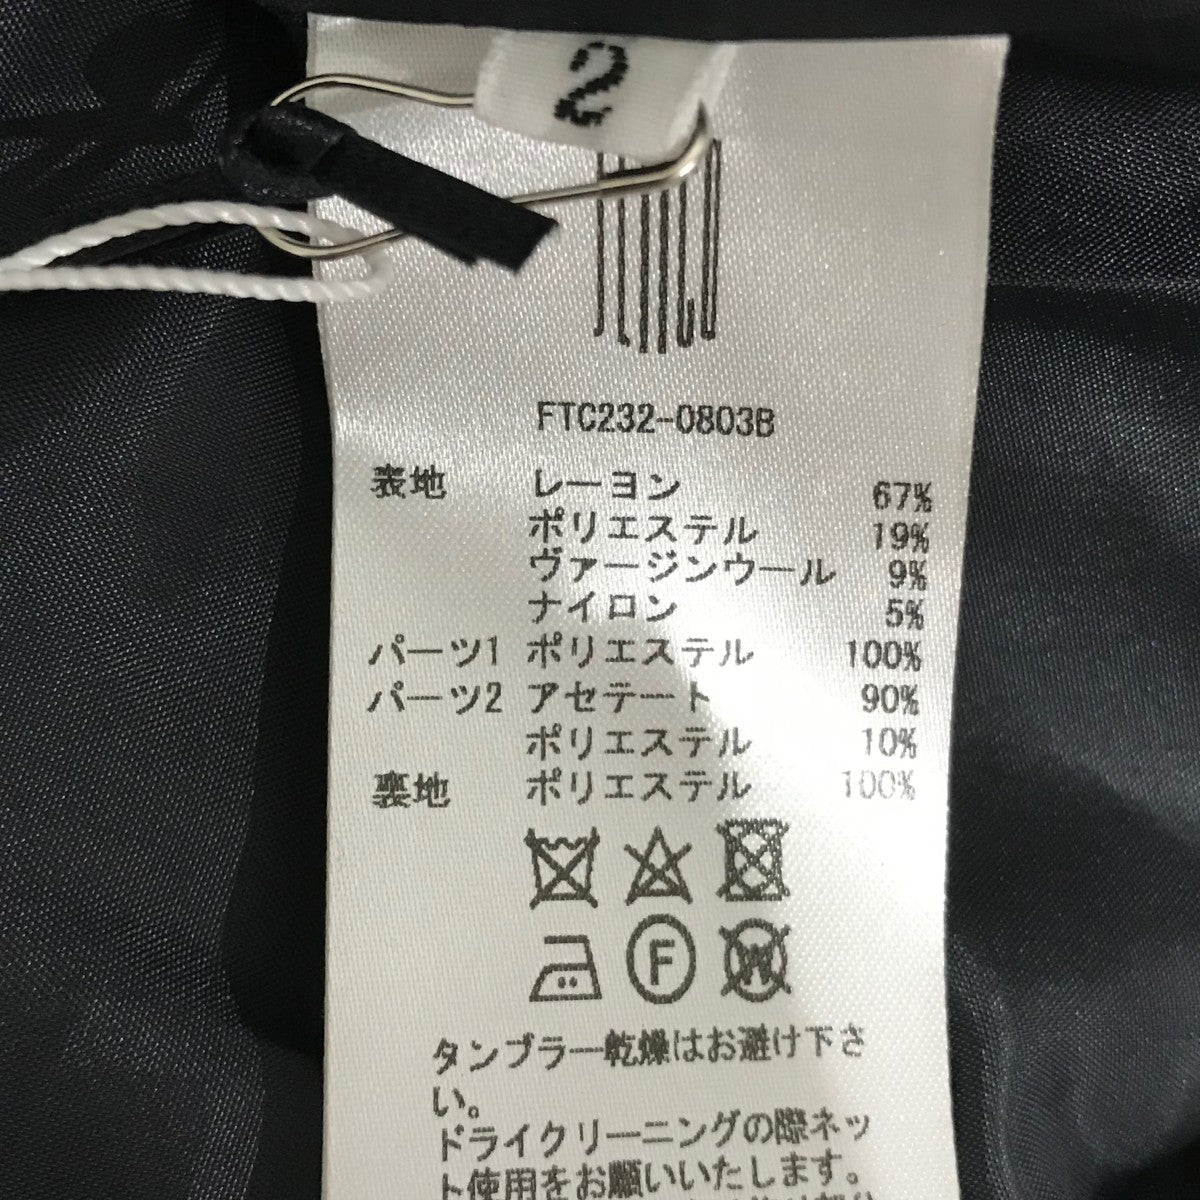 2
FTC232-0803B
表地 レーヨン 67%
ポリエステル 19%
ヴァージンウール 9%
ナイロン 5%
パーツ1 ポリエステル 100%
パーツ2 アセテート 90%
ポリエステル 10%
裏地 ポリエステル 100%
F W
タンブラー乾燥はお避け下さ
い。
ドライクリーニングの際ネッ
ト使用をお願いいたします。